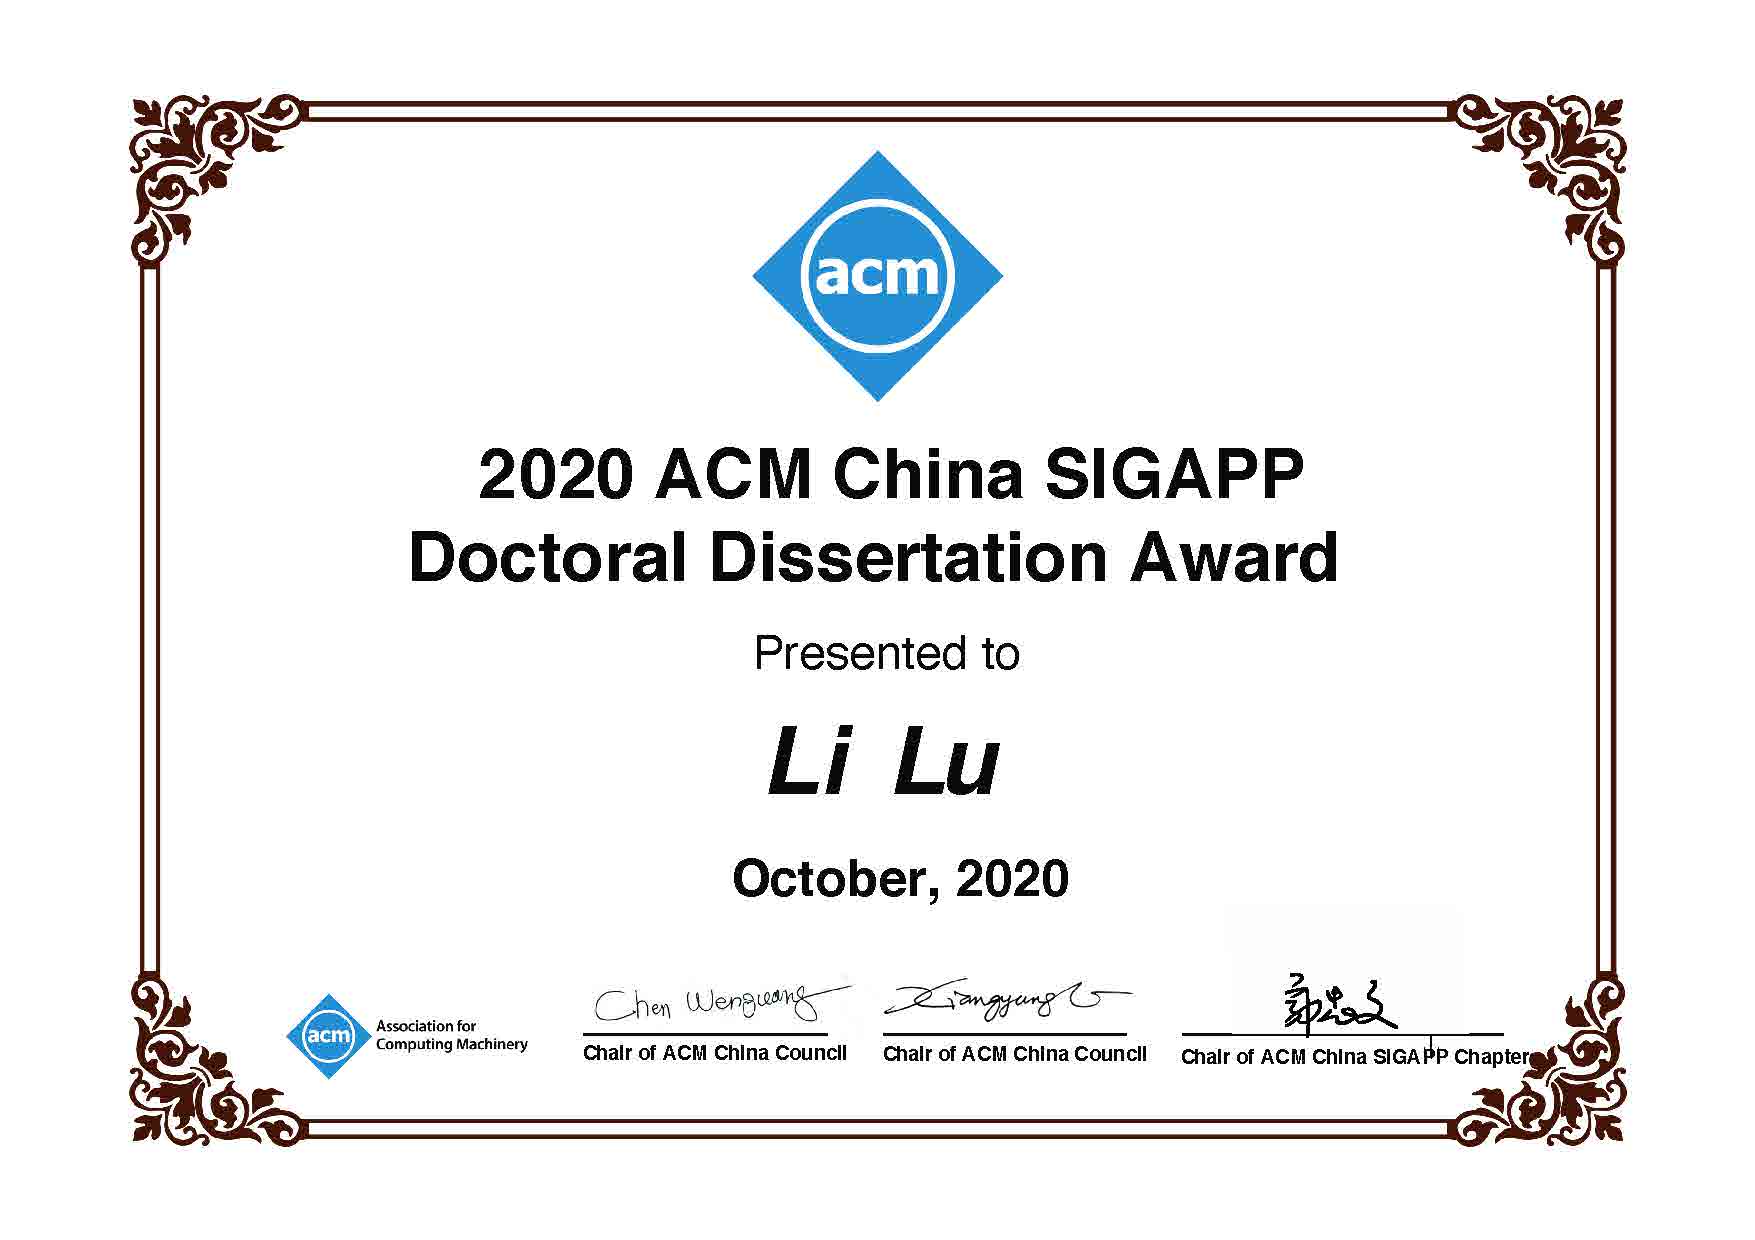 acm
2020 ACM China SIGAPP
Doctoral Dissertation Award
Presented to
Li Lu
October, 2020
acm
Association for
Computing Machinery
Chen Wenguang
Chair of ACM China Council
Xiangyang Li
Chair of ACM China Council
Chair of ACM China SIGAPP Chapter